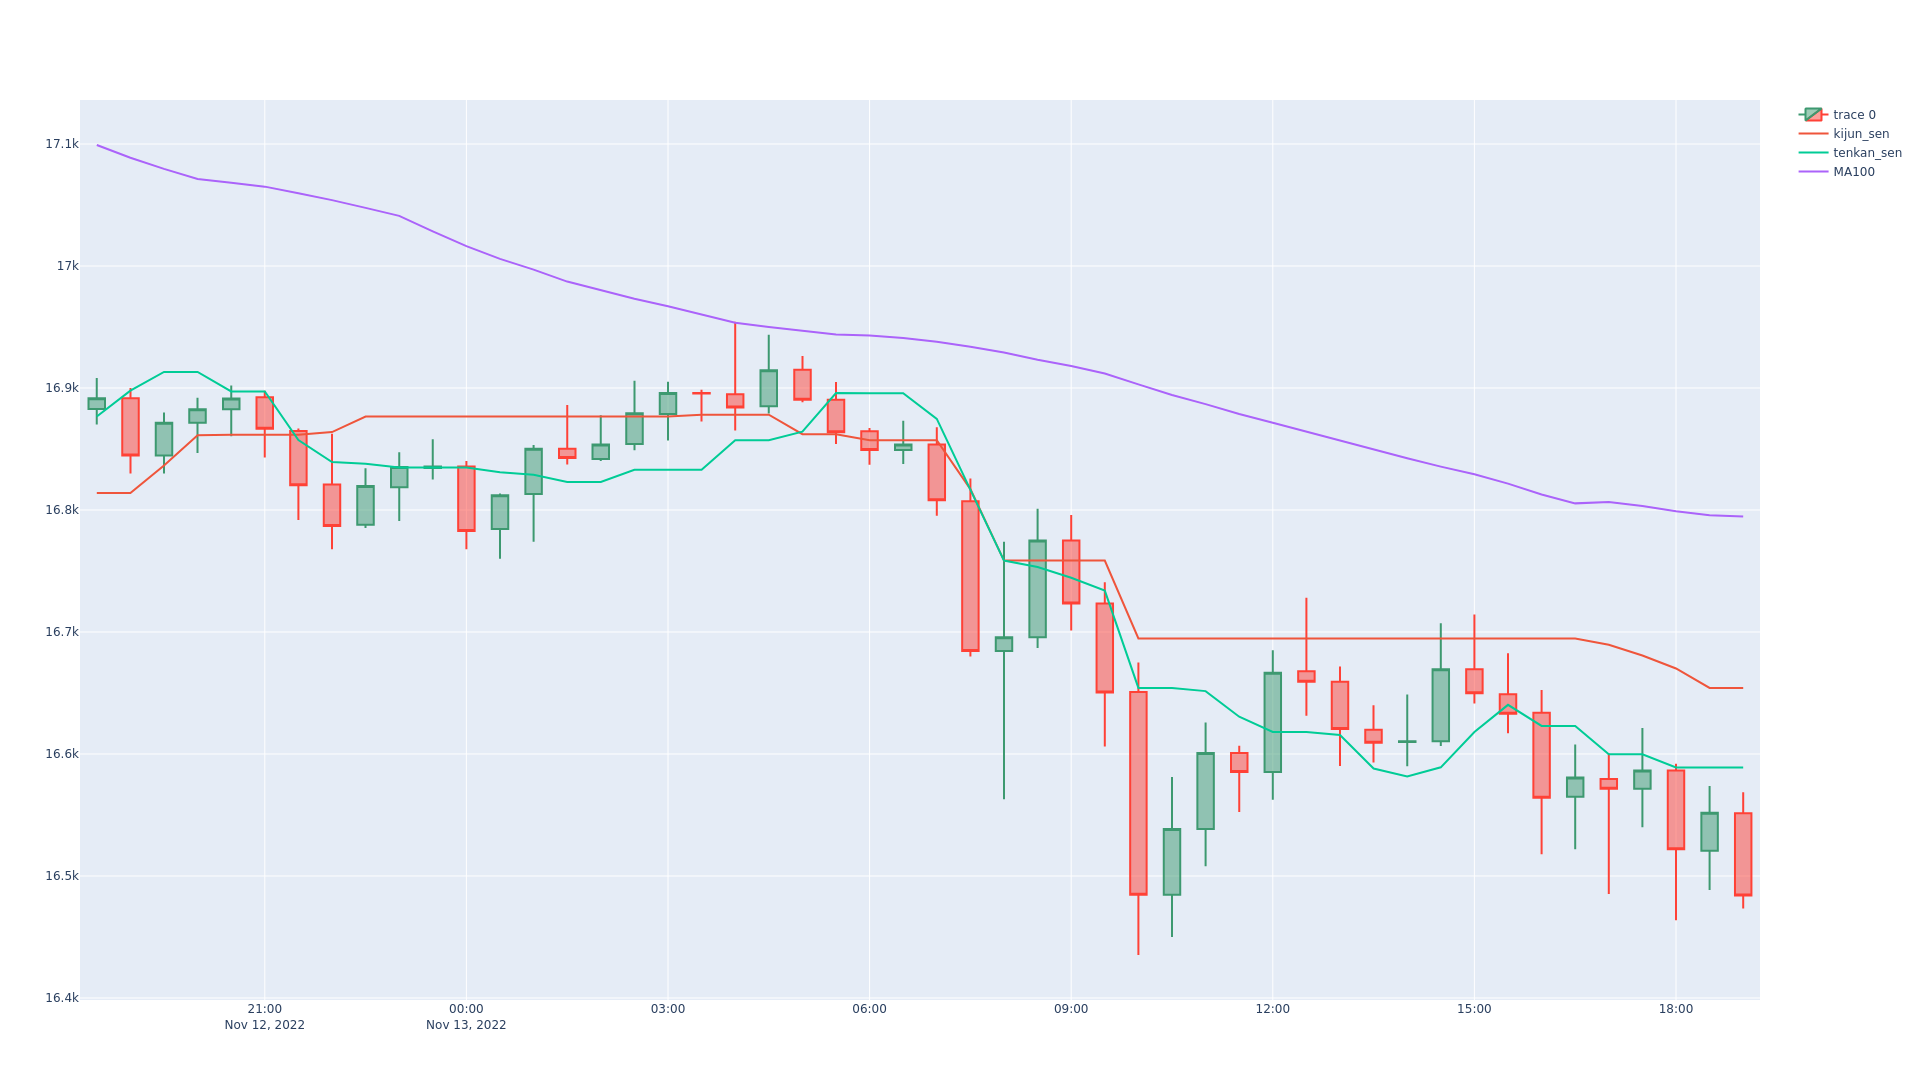 17.1k
17k
16.9k
16.8k
16.7k
16.6k
16.5k
16.4k
21:00
Nov 12, 2022
00:00
Nov 13, 2022
03:00
06:00
09:00
12:00
15:00
18:00
trace 0
kijun_sen
tenkan_sen
MA100